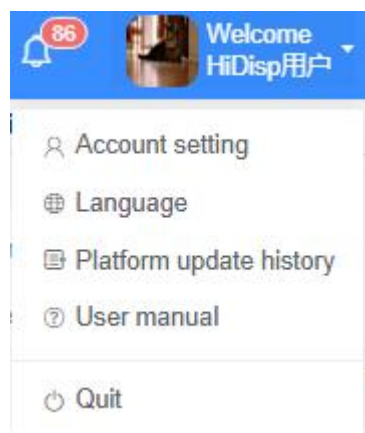 86
Welcome
HiDisp用户
Account setting
Language
Platform update history
User manual
Quit